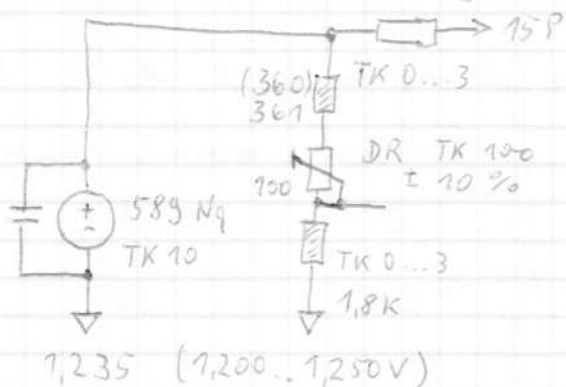 15P
(360) TK 0...3
361
DR TK 100
100 ± 10 %
589 Nq
TK 10
TK 0...3
1,8K
1,235 (1,200...1,250V)